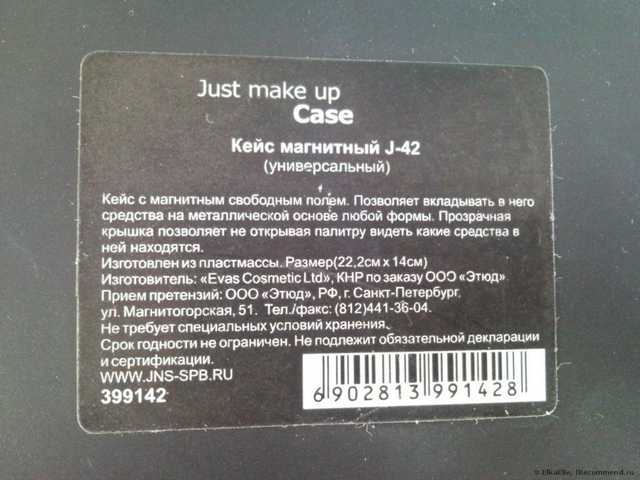 Just make up
Case
Кейс магнитный J-42
(универсальный)
Кейс с магнитным свободным полем. Позволяет вкладывать в него
средства на металлической основе любой формы. Прозрачная
крышка позволяет не открывая палитру видеть какие средства в
ней находятся.
Изготовлен из пластмассы. Размер(22,2см x 14см)
Изготовитель: «Evas Cosmetic Ltd», КНР по заказу ООО «Этюд»
Прием претензий: ООО «Этюд», РФ, г. Санкт-Петербург,
ул. Магнитогорская, 51. Тел./факс: (812)441-36-04.
Не требует специальных условий хранения.
Срок годности не ограничен. Не подлежит обязательной декларации
и сертификации.
WWW.JNS-SPB.RU
399142
6 902813 991428
© ElkaElle, IRecommend.ru